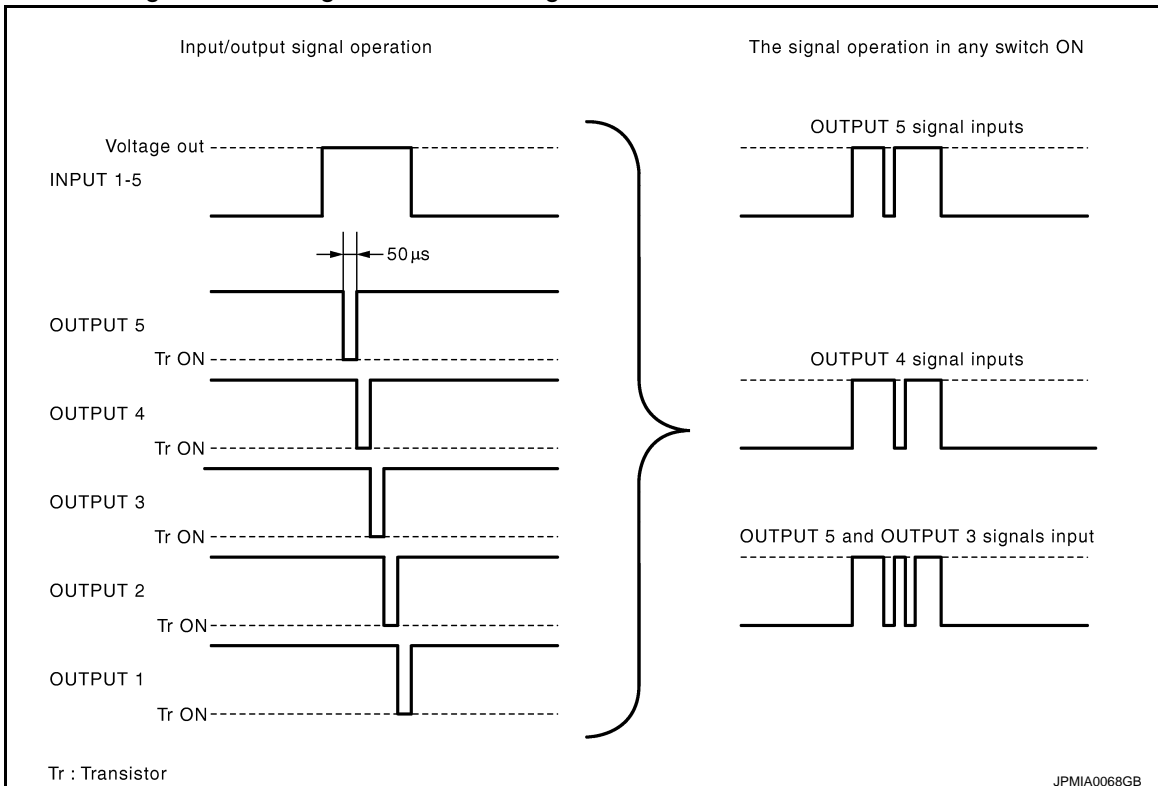 Input/output signal operation
The signal operation in any switch ON
Voltage out
INPUT 1-5
50 μs
OUTPUT 5
Tr ON
OUTPUT 4
Tr ON
OUTPUT 3
Tr ON
OUTPUT 2
Tr ON
OUTPUT 1
Tr ON
OUTPUT 5 signal inputs
OUTPUT 4 signal inputs
OUTPUT 5 and OUTPUT 3 signals input
Tr : Transistor
JPMIA0068GB